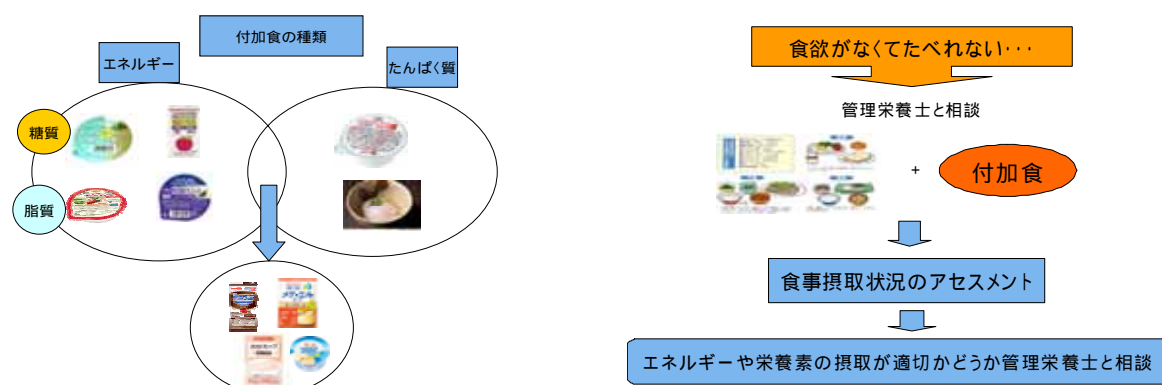 付加食の種類
エネルギー
たんぱく質
糖質
脂質
食欲がなくてたべれない･･･
管理栄養士と相談
+
付加食
食事摂取状況のアセスメント
エネルギーや栄養素の摂取が適切かどうか管理栄養士と相談